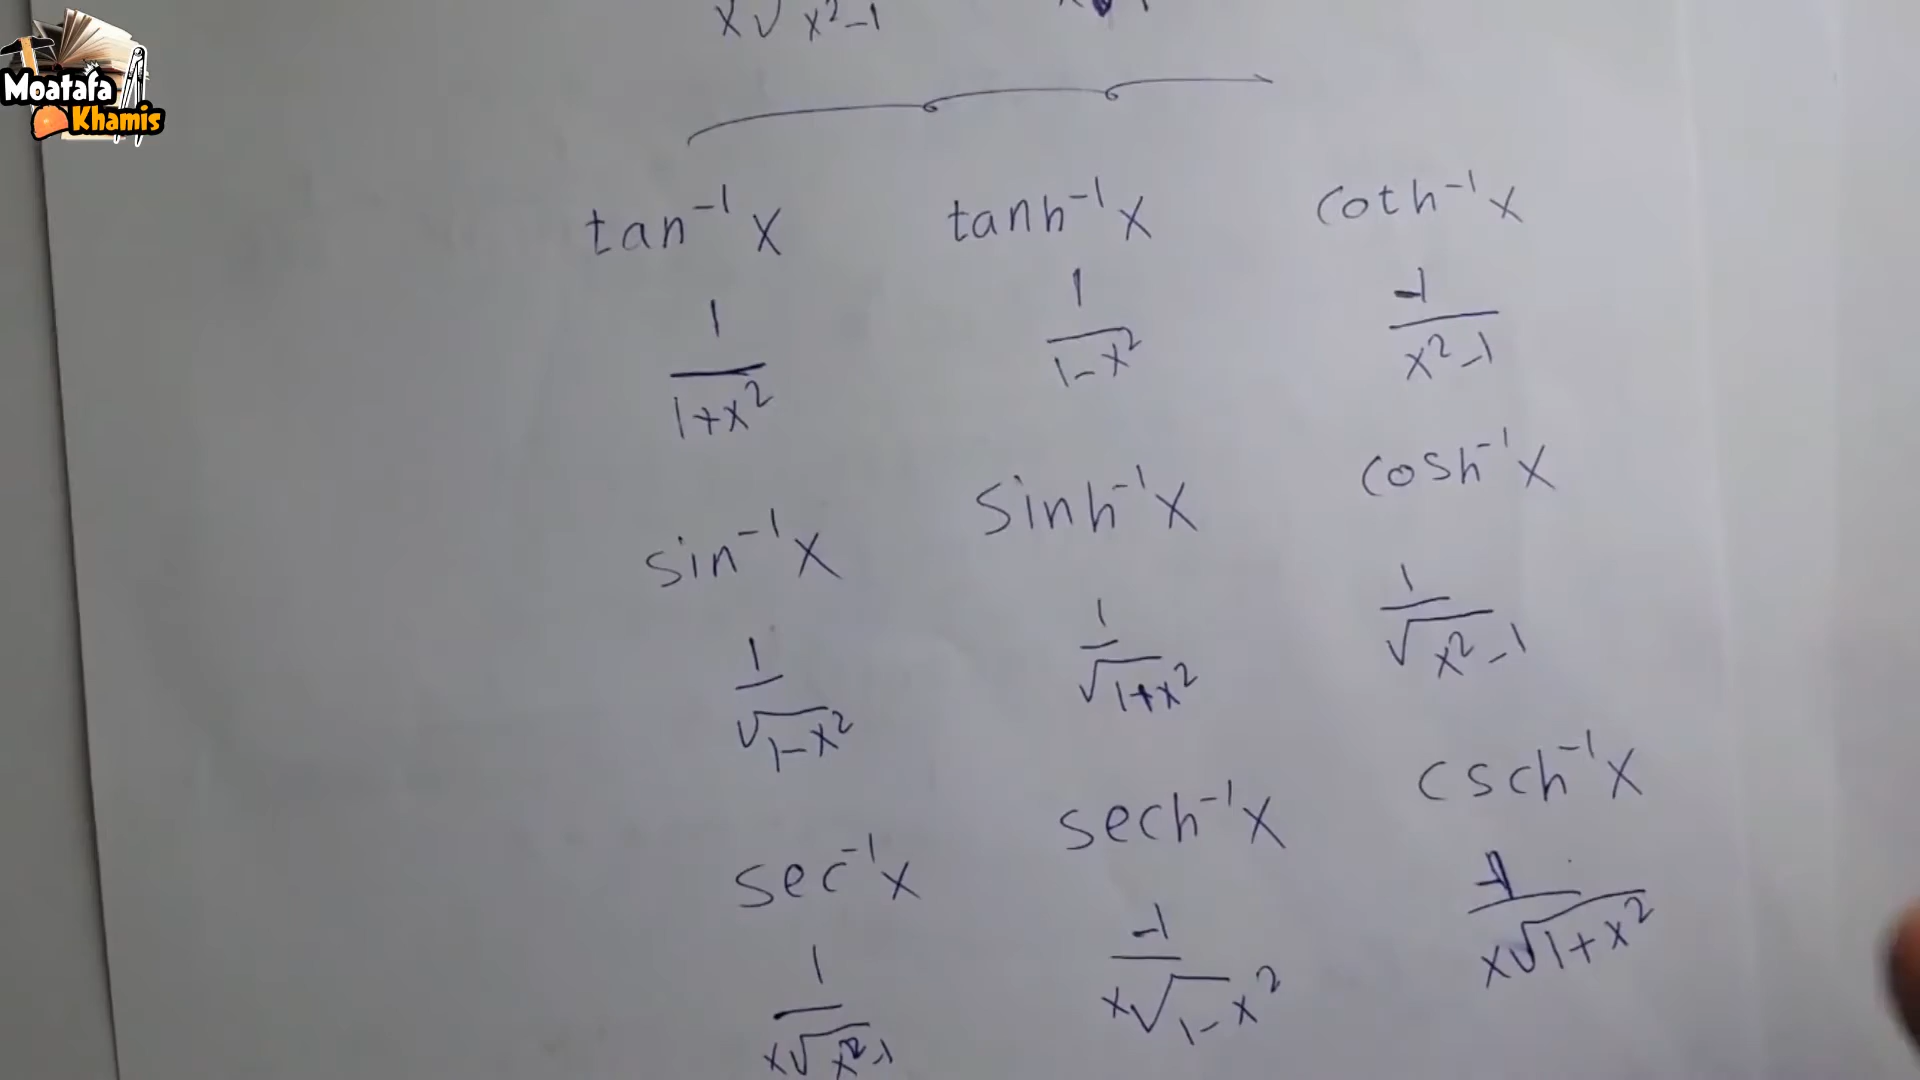 Moatafa
Khamis
x√x²-1
tan⁻¹x tanh⁻¹x coth⁻¹x
1/(1+x²) 1/(1-x²) -1/(x²-1)
sin⁻¹x sinh⁻¹x cosh⁻¹x
1/√(1-x²) 1/√(1+x²) 1/√(x²-1)
sec⁻¹x sech⁻¹x csch⁻¹x
1/(x√(x²-1)) -1/(x√(1-x²)) -1/(x√(1+x²))